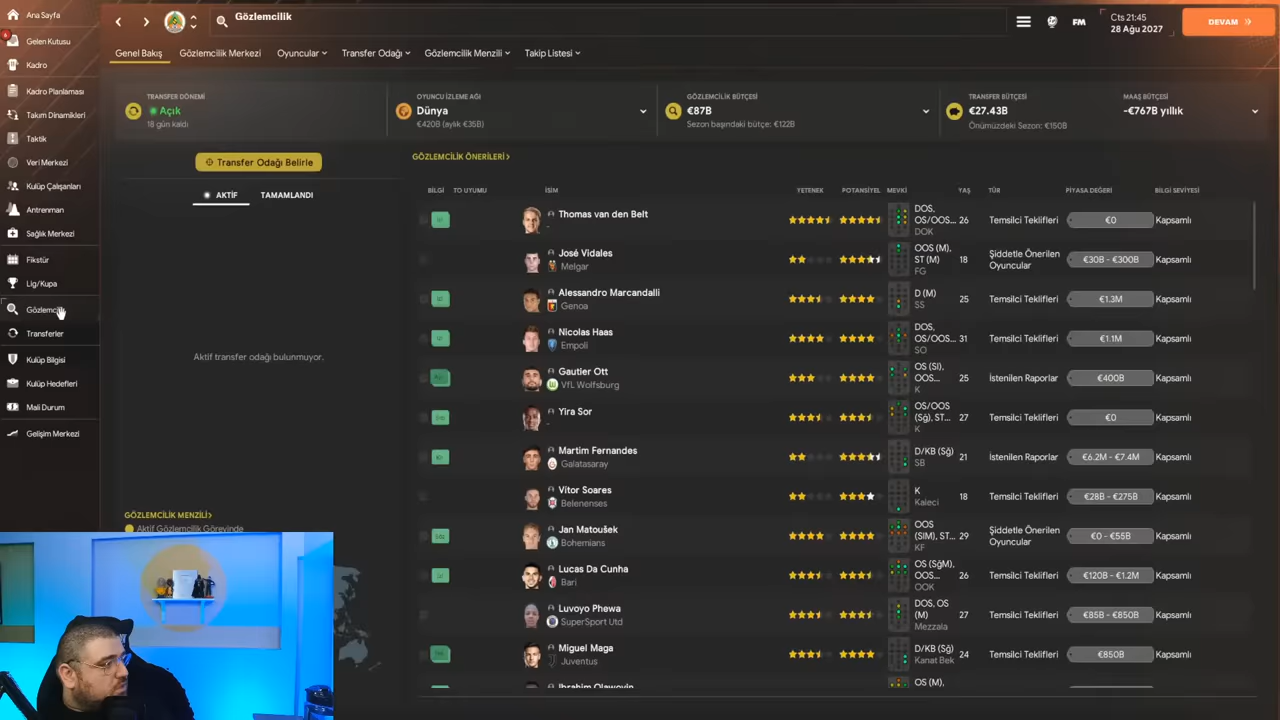 Ana Sayfa
Gelen Kutusu
Kadro
Kadro Planlaması
Takım Dinamikleri
Taktik
Veri Merkezi
Kulüp Çalışanları
Antrenman
Sağlık Merkezi
Fikstür
Lig/Kupa
Transferler
Kulüp Bilgisi
Kulüp Hedefleri
Mali Durum
Gelişim Merkezi
Gözlemcilik
FM
Cts 21:45
28 Ağu 2027
DEVAM
Genel Bakış
Gözlemcilik Merkezi
Oyuncular
Transfer Odağı
Gözlemcilik Menzili
Takip Listesi
TRANSFER DÖNEMİ
Açık
18 gün kaldı
OYUNCU İZLEME AĞI
Dünya
€420B (aylık €35B)
GÖZLEMCİLİK BÜTÇESİ
€87B
Sezon başındaki bütçe: €122B
TRANSFER BÜTÇESİ
€27.43B
Önümüzdeki Sezon: €150B
MAAŞ BÜTÇESİ
-€767B yıllık
Transfer Odağı Belirle
AKTİF
TAMAMLANDI
Aktif transfer odağı bulunmuyor.
GÖZLEMCİLİK MENZİLİ>
Aktif Gözlemcilik Görevinde
GÖZLEMCİLİK ÖNERİLERİ>
BİLGİ TO UYUMU İSİM YETENEK POTANSİYEL MEVKİ YAŞ TÜR PİYASA DEĞERİ BİLGİ SEVİYESİ
Thomas van den Belt
-
DOS,
OS/OOS...
DOK
26 Temsilci Teklifleri €0 Kapsamlı
José Vidales
Melgar
OOS (M),
ST (M)
FG
18 Şiddetle Önerilen
Oyuncular
€30B - €300B Kapsamlı
Alessandro Marcandalli
Genoa
D (M)
SS
25 Temsilci Teklifleri €1.3M Kapsamlı
Nicolas Haas
Empoli
DOS,
OS/OOS...
SO
31 Temsilci Teklifleri €1.1M Kapsamlı
Gautier Ott
VfL Wolfsburg
OS (Sl),
OOS...
K
25 İstenilen Raporlar €400B Kapsamlı
Yira Sor
-
OS/OOS
(Sğ), ST...
K
27 Temsilci Teklifleri €0 Kapsamlı
Martim Fernandes
Galatasaray
D/KB (Sğ)
SB
21 İstenilen Raporlar €6.2M - €7.4M Kapsamlı
Vítor Soares
Belenenses
K
Kaleci
18 Temsilci Teklifleri €28B - €275B Kapsamlı
Jan Matoušek
Bohemians
OOS
(SlM), ST...
KF
29 Şiddetle Önerilen
Oyuncular
€0 - €55B Kapsamlı
Lucas Da Cunha
Bari
OS (SğM),
OOS...
OOK
26 Temsilci Teklifleri €120B - €1.2M Kapsamlı
Luvoyo Phewa
SuperSport Utd
DOS, OS
(M)
Mezzala
27 Temsilci Teklifleri €85B - €850B Kapsamlı
Miguel Maga
Juventus
D/KB (Sğ)
Kanat Bek
24 Temsilci Teklifleri €850B Kapsamlı
OS (M),